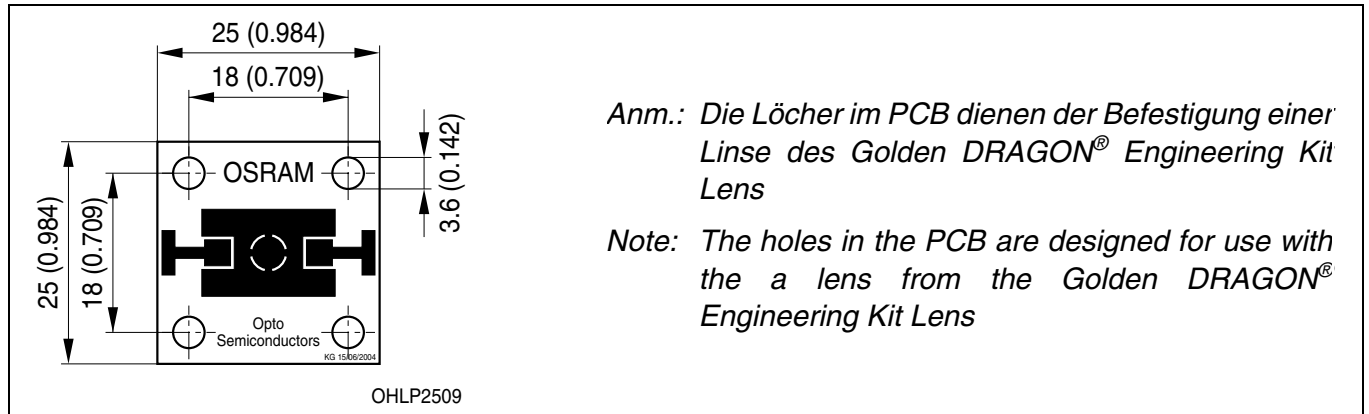 25 (0.984)
18 (0.709)
3.6 (0.142)
25 (0.984)
18 (0.709)
OSRAM
Opto
Semiconductors
KG 15/06/2004
OHLP2509
Anm.: Die Löcher im PCB dienen der Befestigung einer
Linse des Golden DRAGON® Engineering Kit
Lens
Note: The holes in the PCB are designed for use with
the a lens from the Golden DRAGON®
Engineering Kit Lens